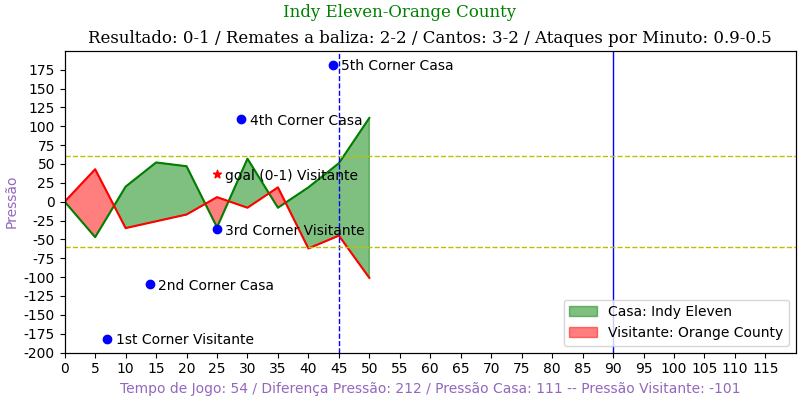 Indy Eleven-Orange County
Resultado: 0-1 / Remates a baliza: 2-2 / Cantos: 3-2 / Ataques por Minuto: 0.9-0.5
Pressão
175
150
125
100
75
50
25
0
-25
-50
-75
-100
-125
-150
-175
-200
5th Corner Casa
4th Corner Casa
goal (0-1) Visitante
3rd Corner Visitante
2nd Corner Casa
1st Corner Visitante
Casa: Indy Eleven
Visitante: Orange County
0 5 10 15 20 25 30 35 40 45 50 55 60 65 70 75 80 85 90 95 100 105 110 115
Tempo de Jogo: 54 / Diferença Pressão: 212 / Pressão Casa: 111 -- Pressão Visitante: -101